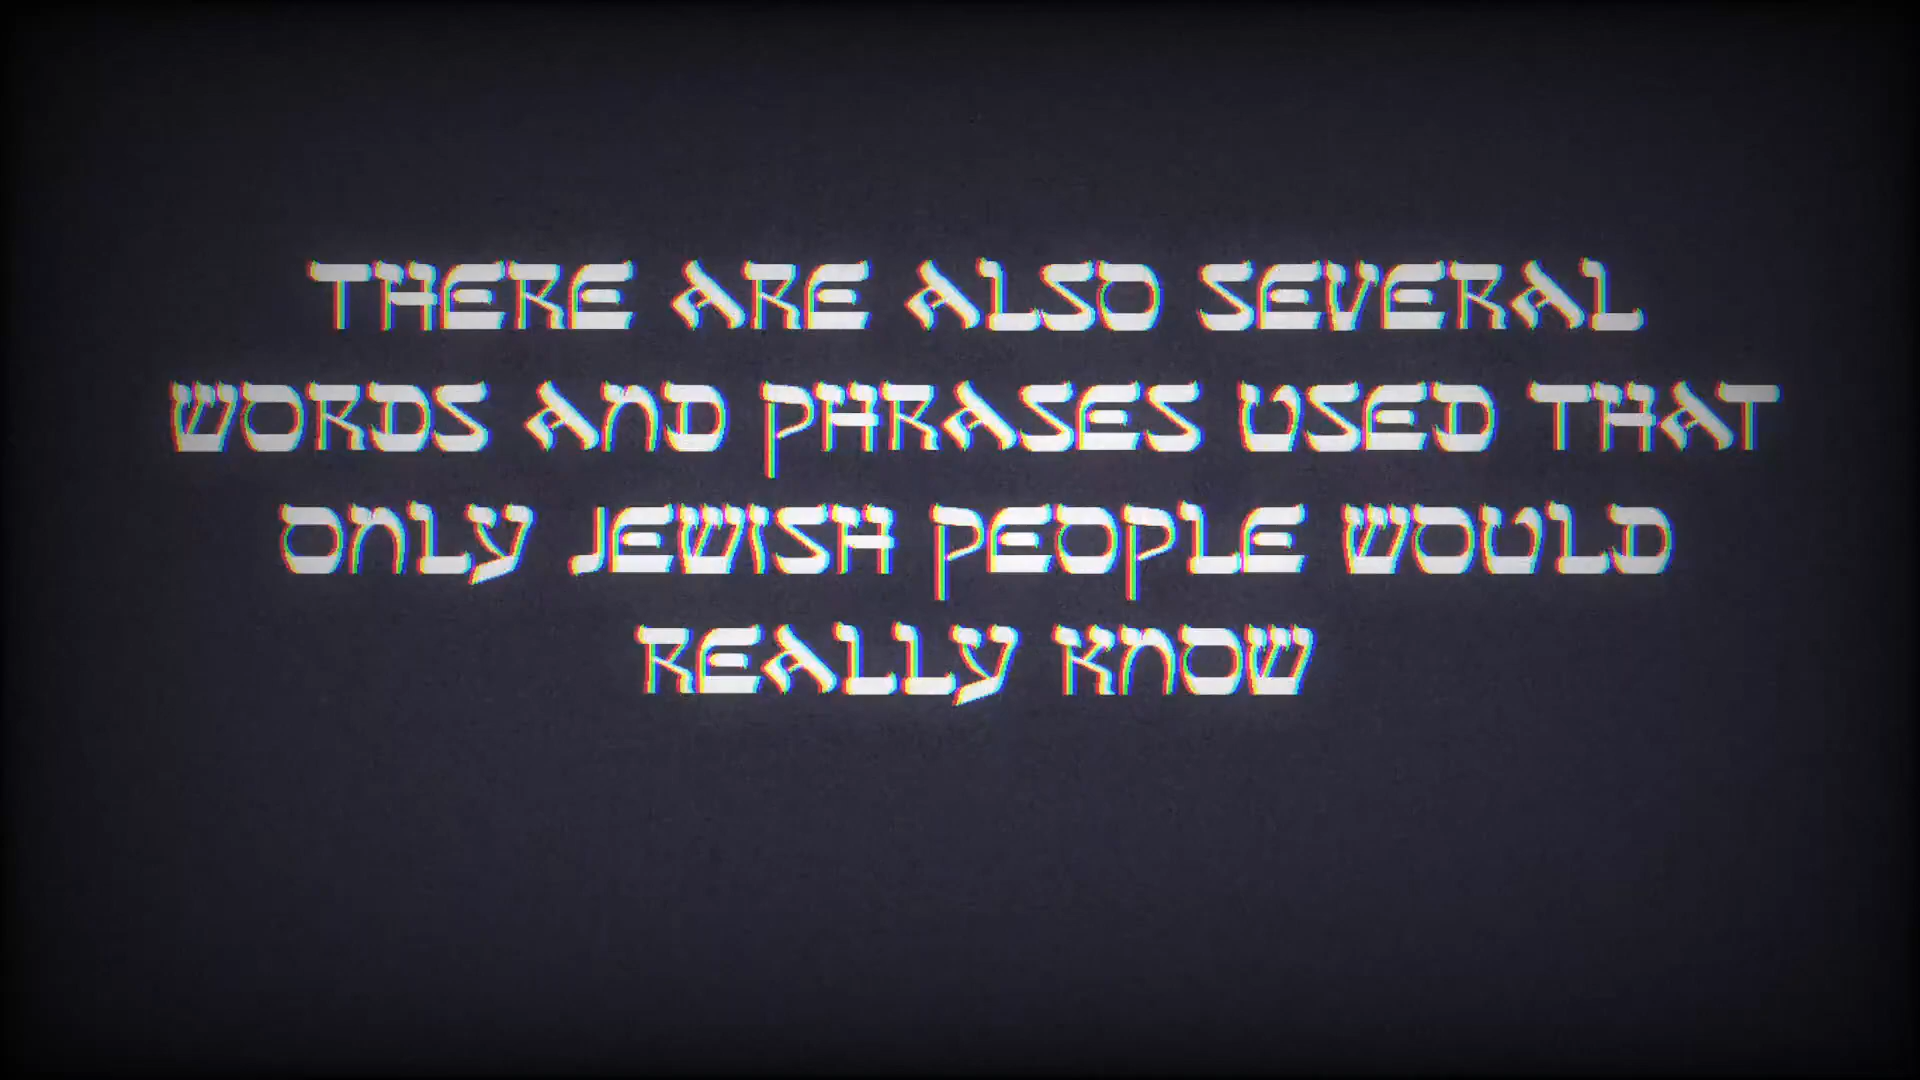 THERE ARE ALSO SEVERAL
WORDS AND PHRASES USED THAT
ONLY JEWISH PEOPLE WOULD
REALLY KNOW